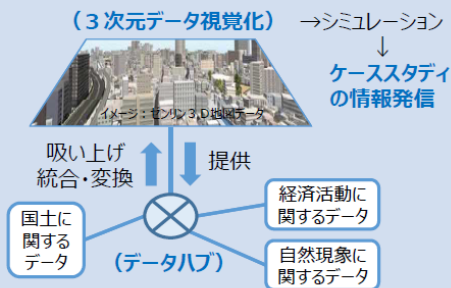 （３次元データ視覚化）
→シミュレーション
↓
ケーススタディ
の情報発信
イメージ：ゼンリン３D地図データ
吸い上げ
統合・変換
提供
国土に
関する
データ
（データハブ）
経済活動に
関するデータ
自然現象に
関するデータ